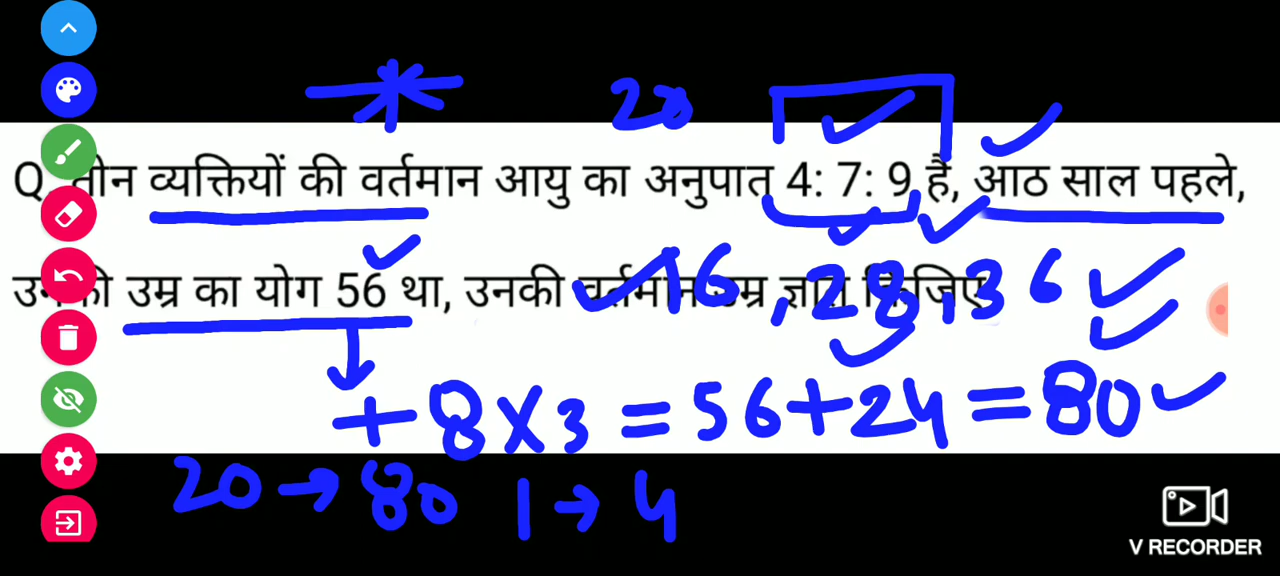 20
Q. तीन व्यक्तियों की वर्तमान आयु का अनुपात 4: 7: 9 है, आठ साल पहले,
उनकी उम्र का योग 56 था, उनकी वर्तमान उम्र ज्ञात किजिए
16, 28, 36
+ 8 X 3 = 56 + 24 = 80
20 → 80 1 → 4
V RECORDER